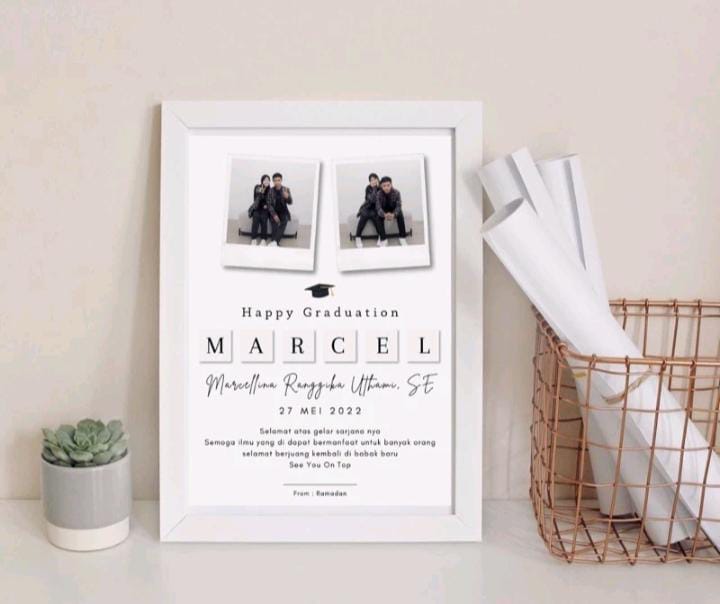 Happy Graduation
MARCEL
Marcellina Ranggika Utthami, SE
27 MEI 2022
Selamat atas gelar sarjana nya
Semoga ilmu yang di dapat bermanfaat untuk banyak orang
selamat berjuang kembali di babak baru
See You On Top
From : Ramadan